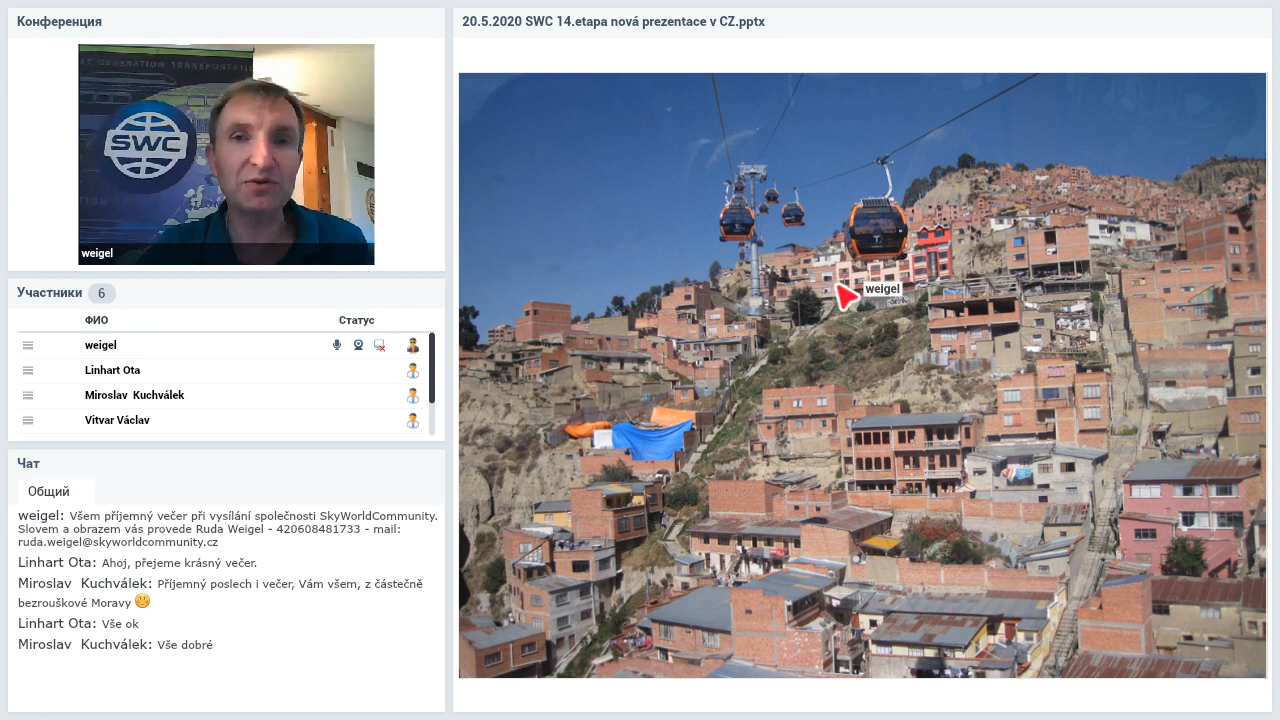 Конференция
T GENERATION TRANSPORTATI
SWC
TION
weigel
Участники 6
ФИО Статус
weigel
Linhart Ota
Miroslav Kuchválek
Vitvar Václav
Чат
Общий
weigel: Všem příjemný večer při vysílání společnosti SkyWorldCommunity.
Slovem a obrazem vás provede Ruda Weigel - 420608481733 - mail:
ruda.weigel@skyworldcommunity.cz
Linhart Ota: Ahoj, přejeme krásný večer.
Miroslav Kuchválek: Příjemný poslech i večer, Vám všem, z částečně
bezrouškové Moravy
Linhart Ota: Vše ok
Miroslav Kuchválek: Vše dobré
20.5.2020 SWC 14.etapa nová prezentace v CZ.pptx
weigel